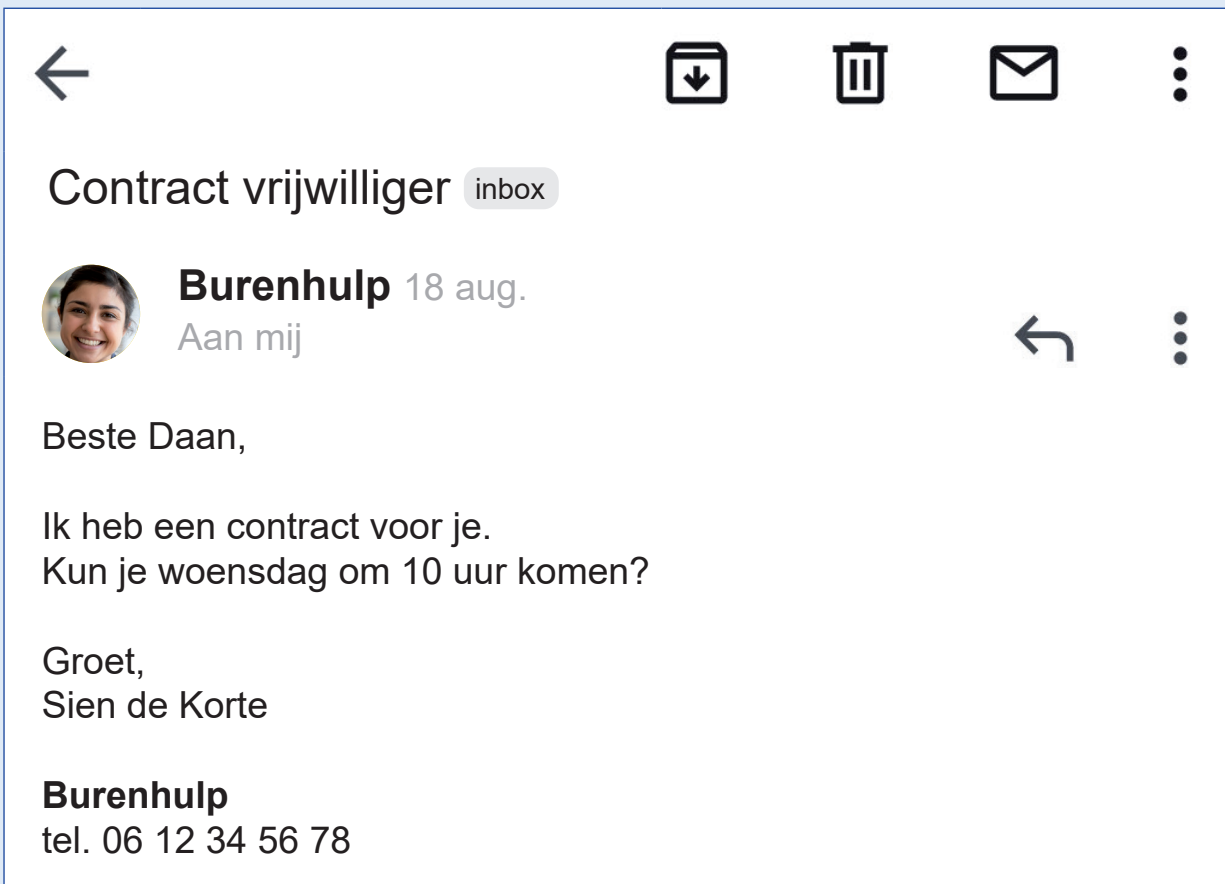 Contract vrijwilliger inbox
Burenhulp 18 aug.
Aan mij
Beste Daan,
Ik heb een contract voor je.
Kun je woensdag om 10 uur komen?
Groet,
Sien de Korte
Burenhulp
tel. 06 12 34 56 78